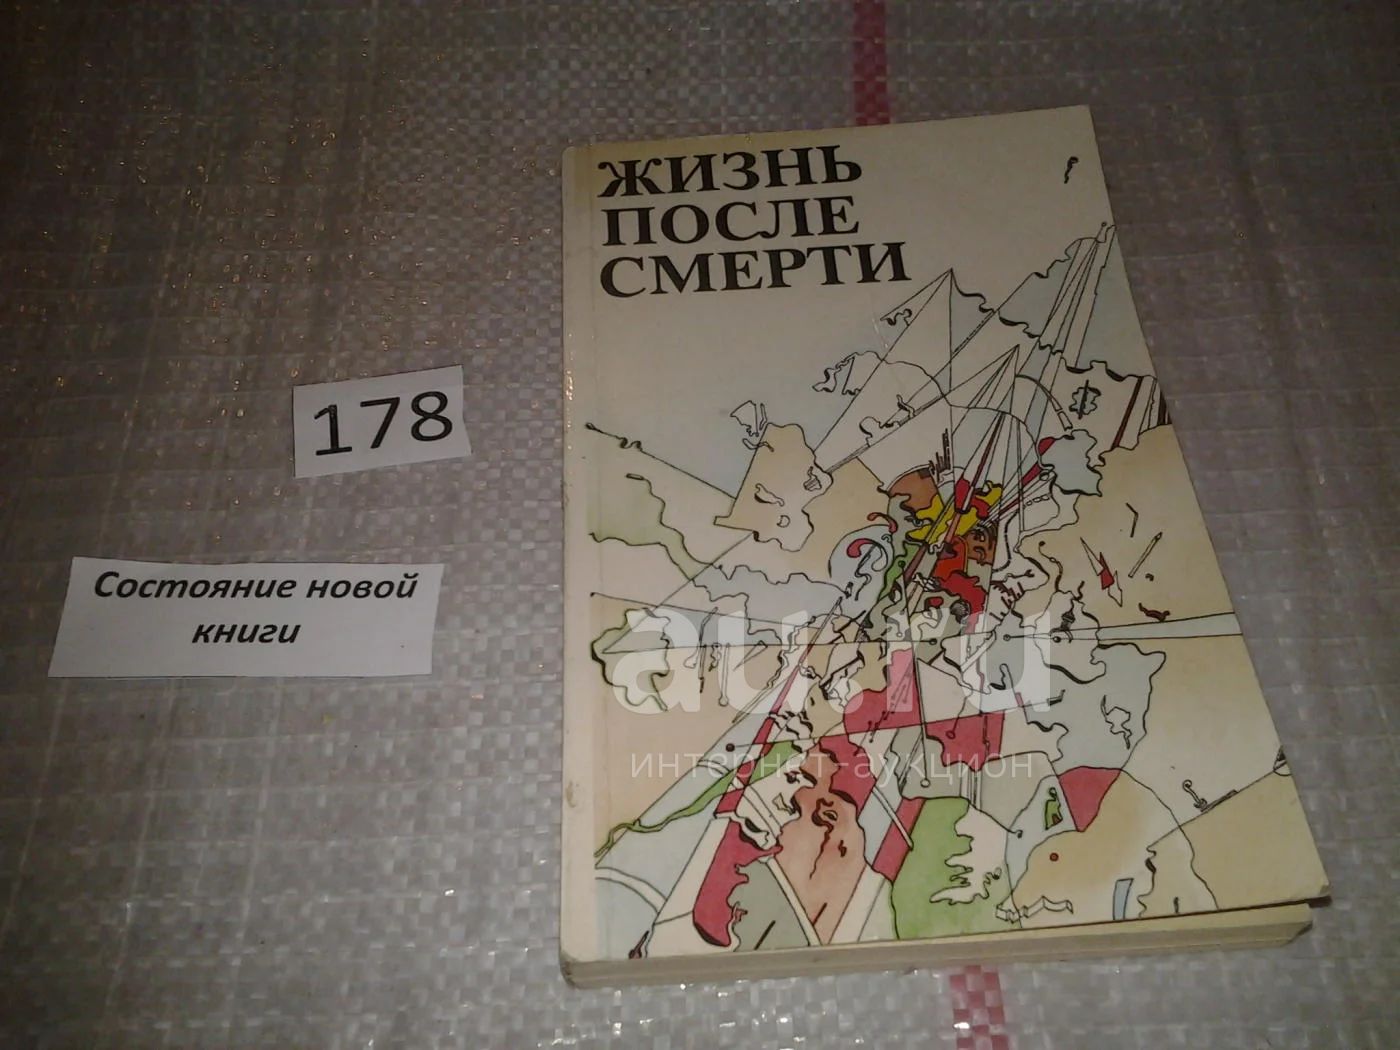 ЖИЗНЬ
ПОСЛЕ
СМЕРТИ
178
Состояние новой
книги
au.ru
интернет-аукцион